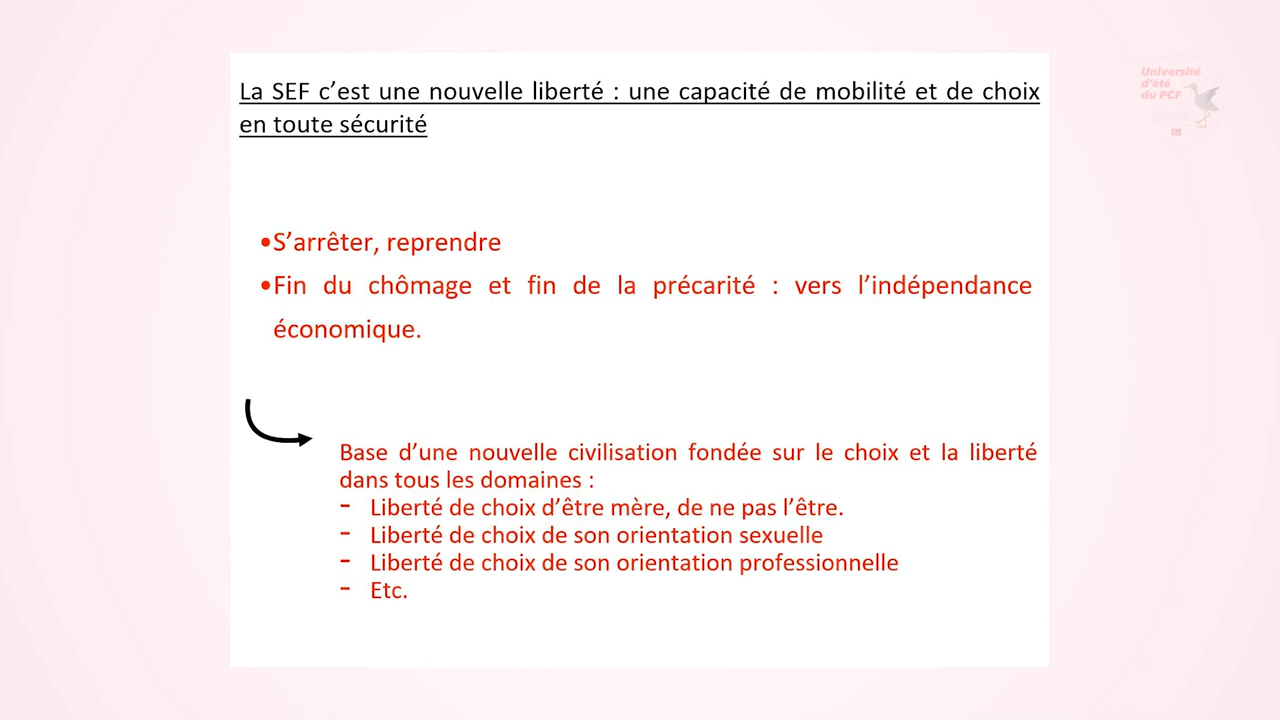 La SEF c’est une nouvelle liberté : une capacité de mobilité et de choix
en toute sécurité
•S’arrêter, reprendre
•Fin du chômage et fin de la précarité : vers l’indépendance
économique.
Base d’une nouvelle civilisation fondée sur le choix et la liberté
dans tous les domaines :
- Liberté de choix d’être mère, de ne pas l’être.
- Liberté de choix de son orientation sexuelle
- Liberté de choix de son orientation professionnelle
- Etc.
Université
d'été
du PCF